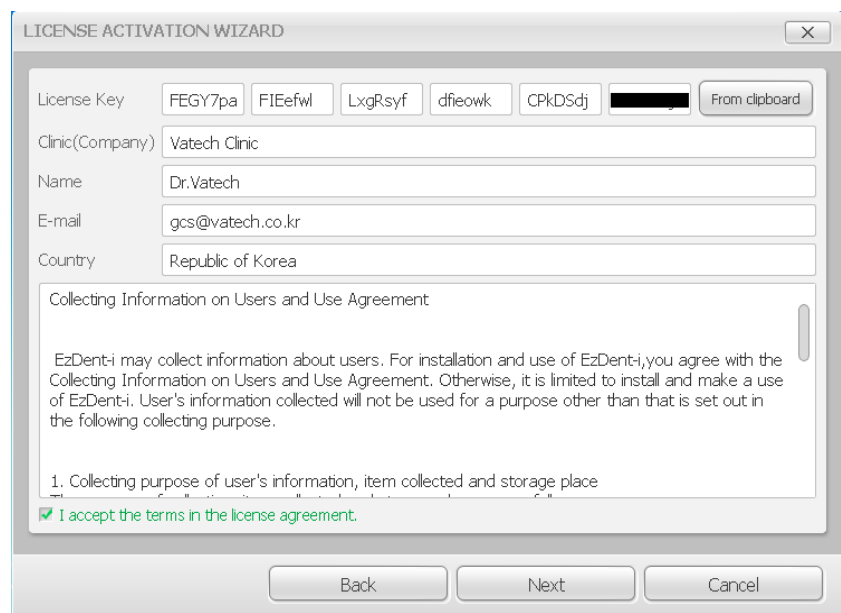 LICENSE ACTIVATION WIZARD
License Key FEGY7pa FIEefwl LxgRsyf dfieowk CPkDSdj From clipboard
Clinic(Company) Vatech Clinic
Name Dr.Vatech
E-mail gcs@vatech.co.kr
Country Republic of Korea
Collecting Information on Users and Use Agreement
EzDent-i may collect information about users. For installation and use of EzDent-i,you agree with the
Collecting Information on Users and Use Agreement. Otherwise, it is limited to install and make a use
of EzDent-i. User's information collected will not be used for a purpose other than that is set out in
the following collecting purpose.
1. Collecting purpose of user's information, item collected and storage place
I accept the terms in the license agreement.
Back Next Cancel